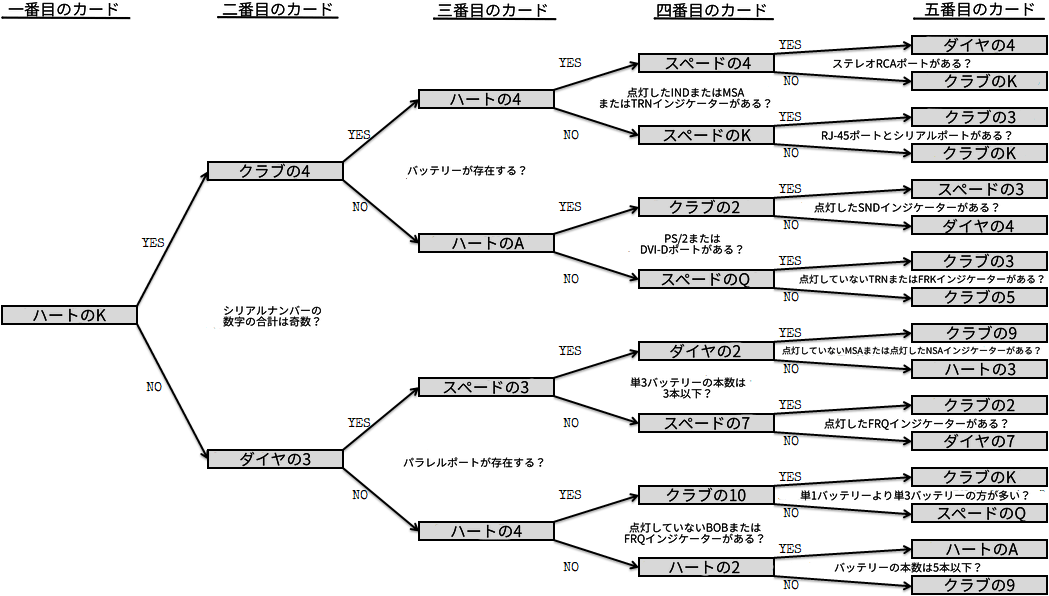 一番目のカード
二番目のカード
三番目のカード
四番目のカード
五番目のカード
ハートのK
YES
NO
シリアルナンバーの
数字の合計は奇数？
クラブの4
YES
NO
バッテリーが存在する？
ダイヤの3
YES
NO
パラレルポートが存在する？
ハートの4
YES
NO
点灯したINDまたはMSA
またはTRNインジケーターがある？
ハートのA
YES
NO
PS/2または
DVI-Dポートがある？
スペードの3
YES
NO
単3バッテリーの本数は
3本以下？
ハートの4
YES
NO
点灯していないBOBまたは
FRQインジケーターがある？
スペードの4
YES
NO
ステレオRCAポートがある？
ダイヤの4
クラブのK
スペードのK
YES
NO
RJ-45ポートとシリアルポートがある？
クラブの3
クラブのK
クラブの2
YES
NO
点灯したSNDインジケーターがある？
スペードの3
ダイヤの4
スペードのQ
YES
NO
点灯していないTRNまたはFRKインジケーターがある？
クラブの3
クラブの5
ダイヤの2
YES
NO
点灯していないMSAまたは点灯したNSAインジケーターがある？
クラブの9
ハートの3
スペードの7
YES
NO
点灯したFRQインジケーターがある？
クラブの2
ダイヤの7
クラブの10
YES
NO
単1バッテリーより単3バッテリーの方が多い？
クラブのK
スペードのQ
ハートの2
YES
NO
バッテリーの本数は5本以下？
ハートのA
クラブの9